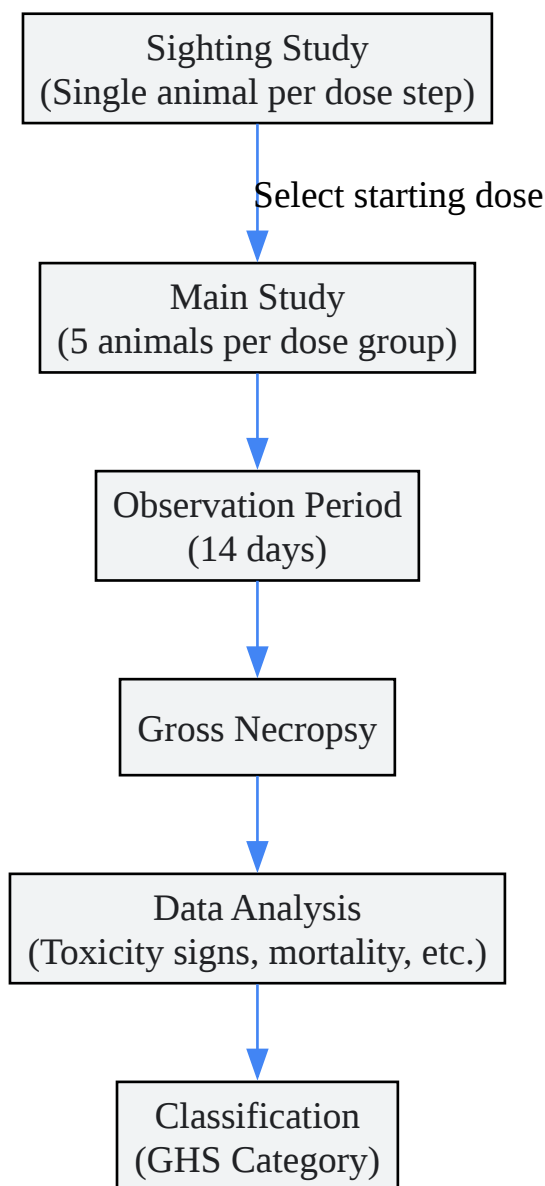 Sighting Study
(Single animal per dose step)
Select starting dose
Main Study
(5 animals per dose group)
Observation Period
(14 days)
Gross Necropsy
Data Analysis
(Toxicity signs, mortality, etc.)
Classification
(GHS Category)